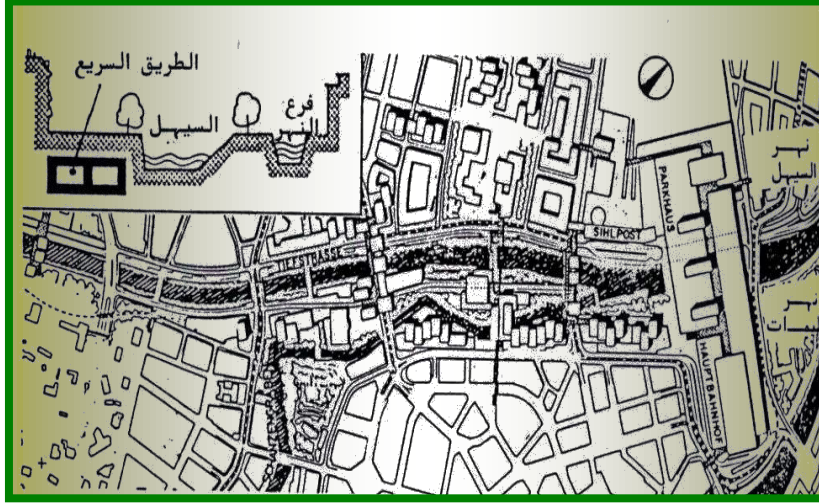 الطريق السريع
السيهل
فرع
النهر
PARKHAUS
SIHLPOST
نهر
السيهل
HAUPTBAHNHOF